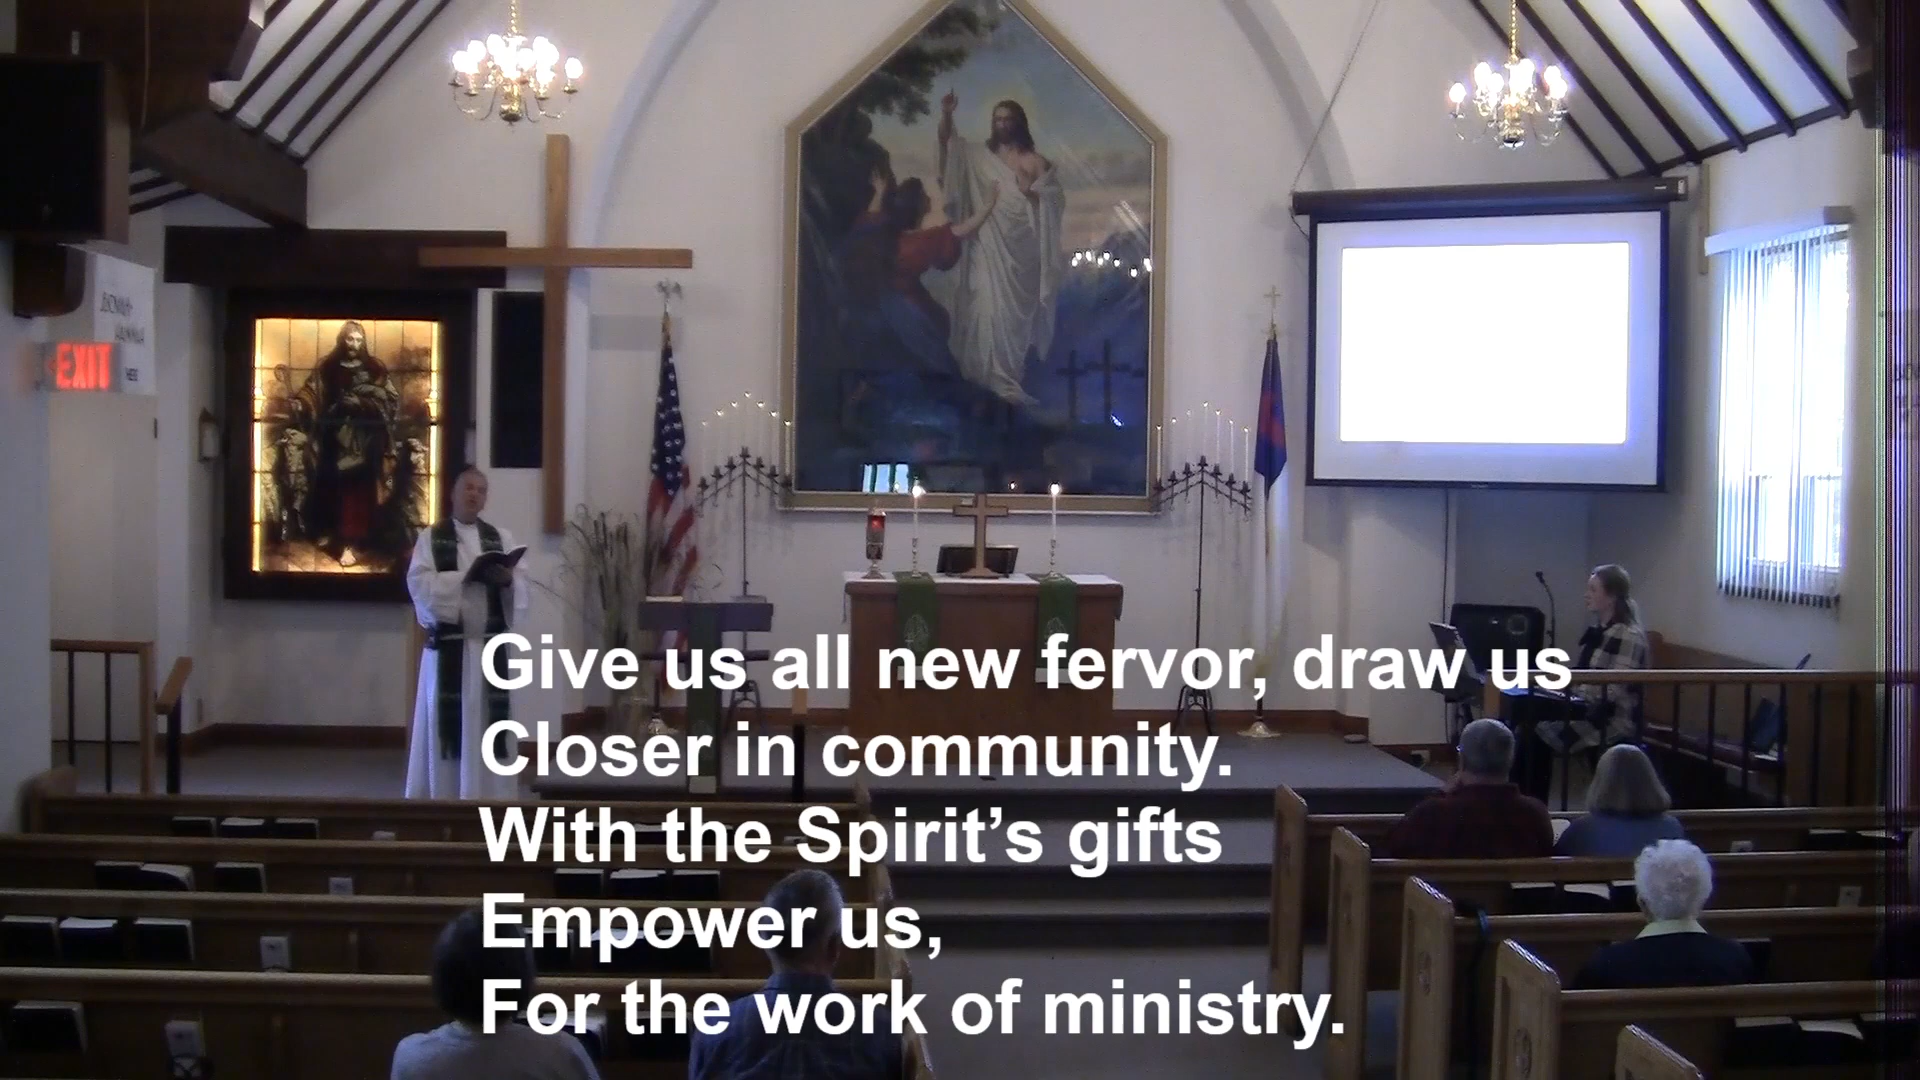 EXIT
Give us all new fervor, draw us
Closer in community.
With the Spirit’s gifts
Empower us,
For the work of ministry.